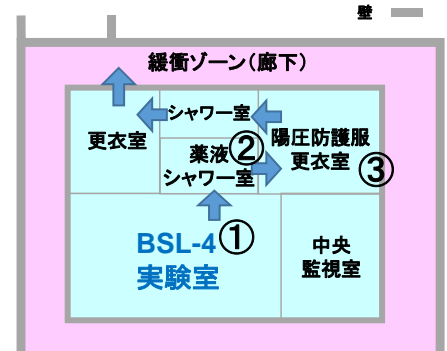 壁
緩衝ゾーン（廊下）
シャワー室
更衣室
薬液
シャワー室
②
陽圧防護服
更衣室
③
BSL-4
実験室
①
中央
監視室